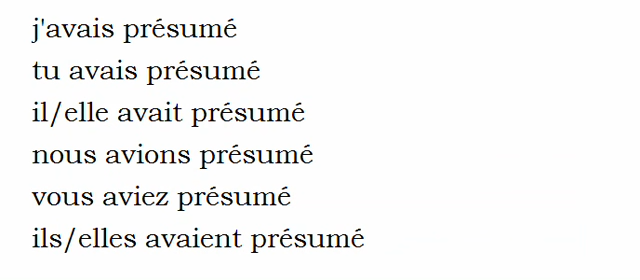 j'avais présumé
tu avais présumé
il/elle avait présumé
nous avions présumé
vous aviez présumé
ils/elles avaient présumé